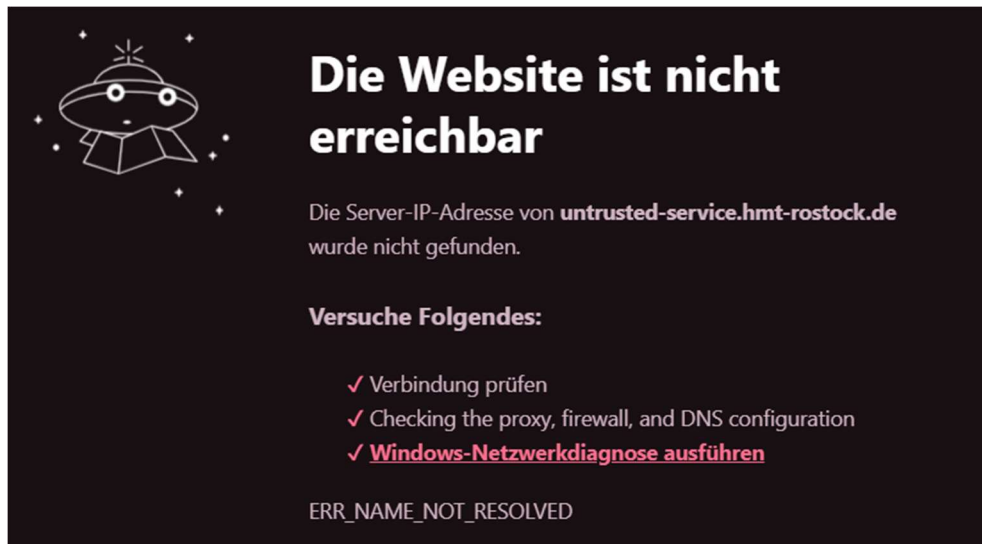 Die Website ist nicht
erreichbar
Die Server-IP-Adresse von untrusted-service.hmt-rostock.de
wurde nicht gefunden.
Versuche Folgendes:
✓ Verbindung prüfen
✓ Checking the proxy, firewall, and DNS configuration
✓ Windows-Netzwerkdiagnose ausführen
ERR_NAME_NOT_RESOLVED